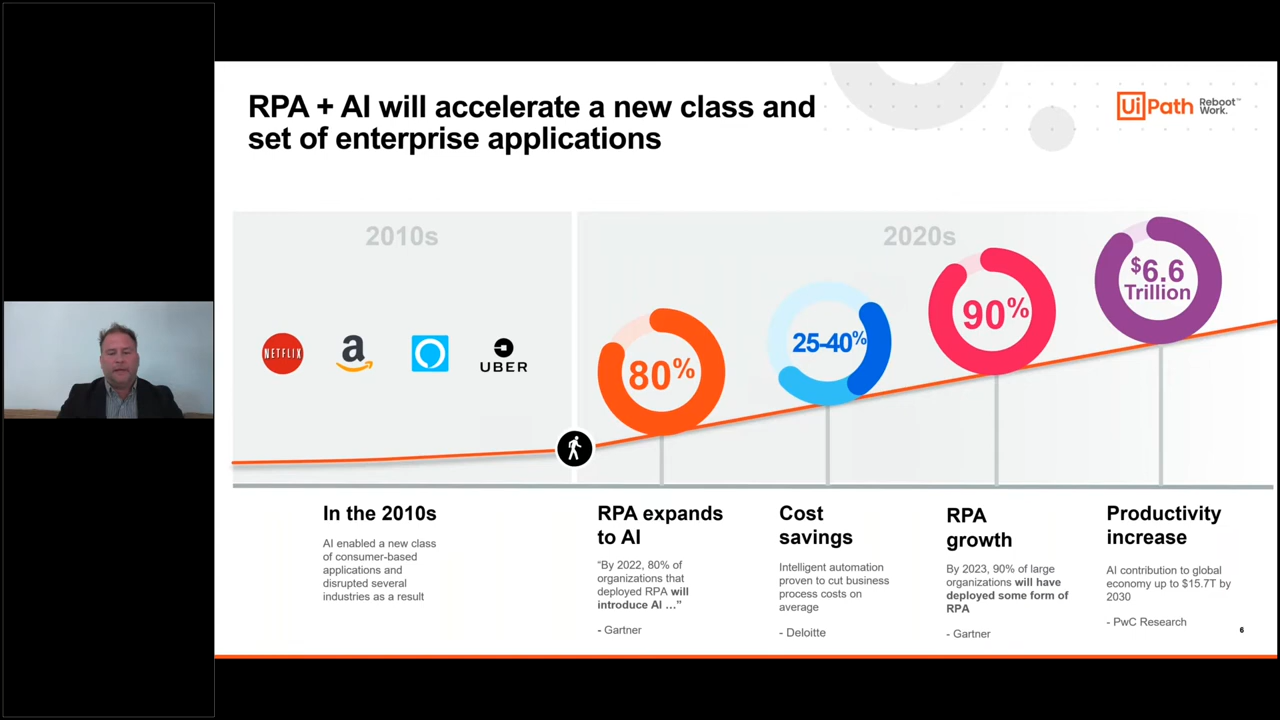 RPA + AI will accelerate a new class and
set of enterprise applications
UiPath Reboot™
Work.
2010s
2020s
NETFLIX
a
UBER
80%
25-40%
90%
$6.6
Trillion
In the 2010s
AI enabled a new class
of consumer-based
applications and
disrupted several
industries as a result
RPA expands
to AI
“By 2022, 80% of
organizations that
deployed RPA will
introduce AI ...”
- Gartner
Cost
savings
Intelligent automation
proven to cut business
process costs on
average
- Deloitte
RPA
growth
By 2023, 90% of large
organizations will have
deployed some form of
RPA
- Gartner
Productivity
increase
AI contribution to global
economy up to $15.7T by
2030
- PwC Research
6